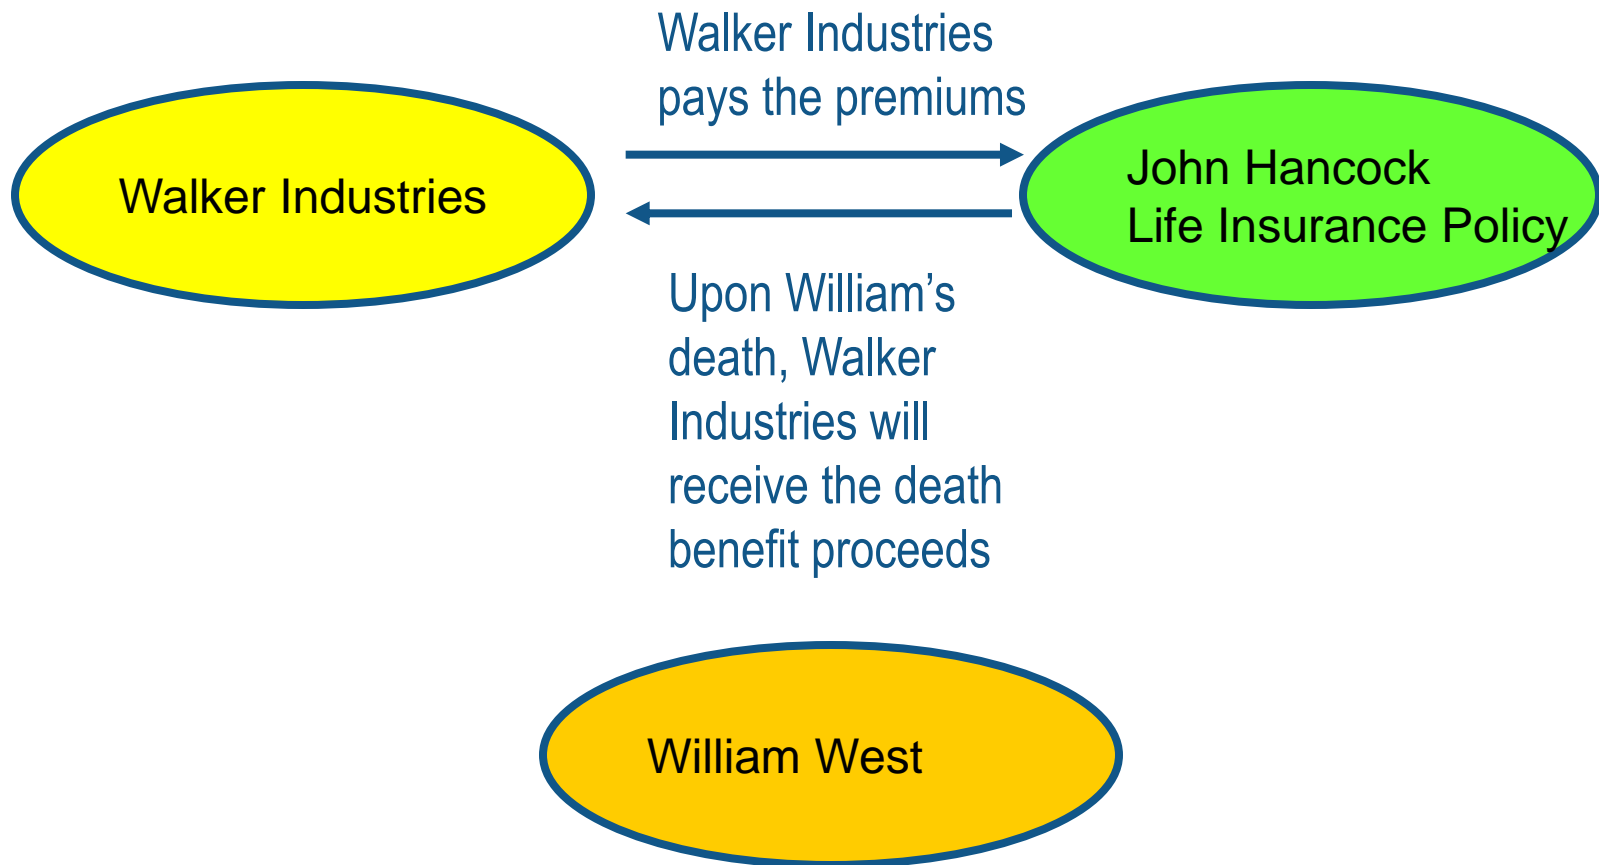 Walker Industries
pays the premiums
Walker Industries
John Hancock
Life Insurance Policy
Upon William’s
death, Walker
Industries will
receive the death
benefit proceeds
William West